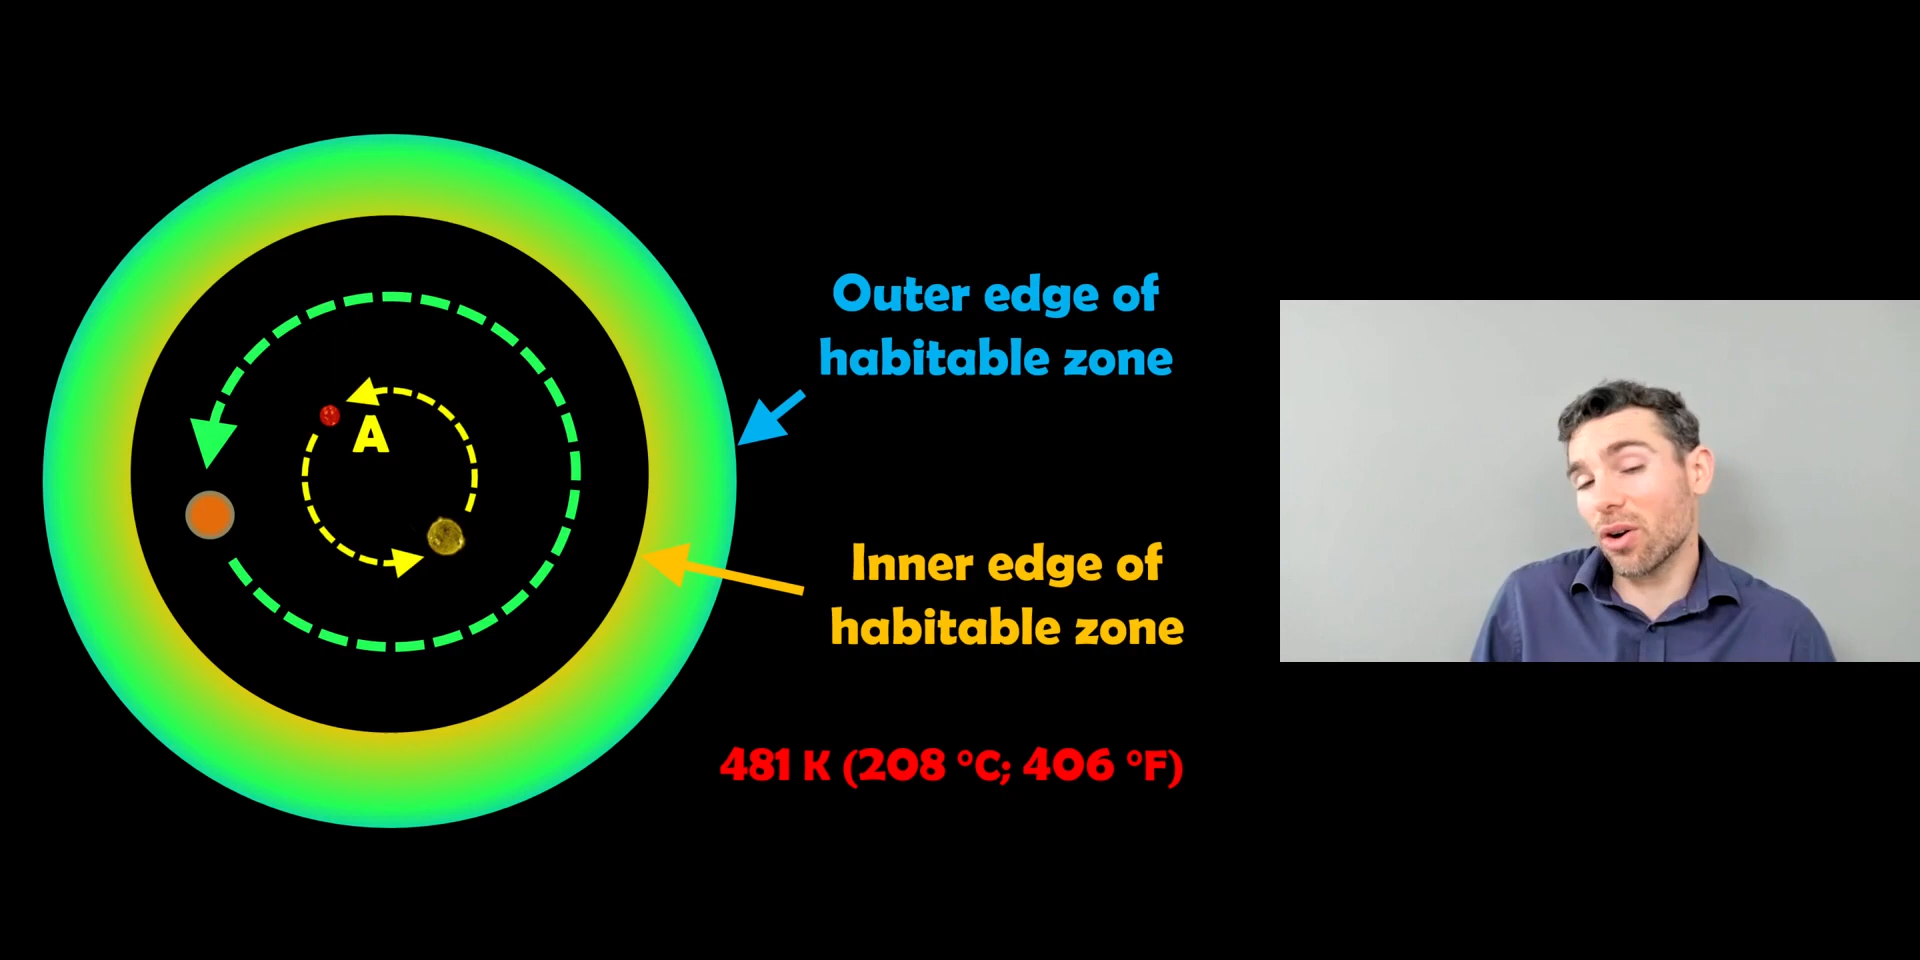 Outer edge of
habitable zone
A
Inner edge of
habitable zone
481 K (208 °C; 406 °F)